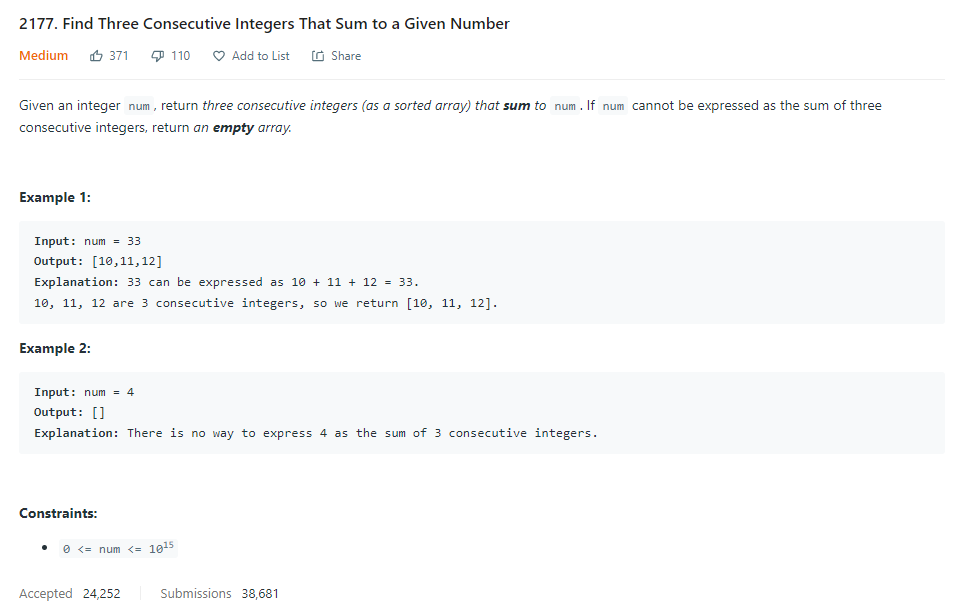 2177. Find Three Consecutive Integers That Sum to a Given Number
Medium 371 110 Add to List Share
Given an integer num, return three consecutive integers (as a sorted array) that sum to num. If num cannot be expressed as the sum of three
consecutive integers, return an empty array.
Example 1:
Input: num = 33
Output: [10,11,12]
Explanation: 33 can be expressed as 10 + 11 + 12 = 33.
10, 11, 12 are 3 consecutive integers, so we return [10, 11, 12].
Example 2:
Input: num = 4
Output: []
Explanation: There is no way to express 4 as the sum of 3 consecutive integers.
Constraints:
• 0 <= num <= 10¹⁵
Accepted 24,252 Submissions 38,681